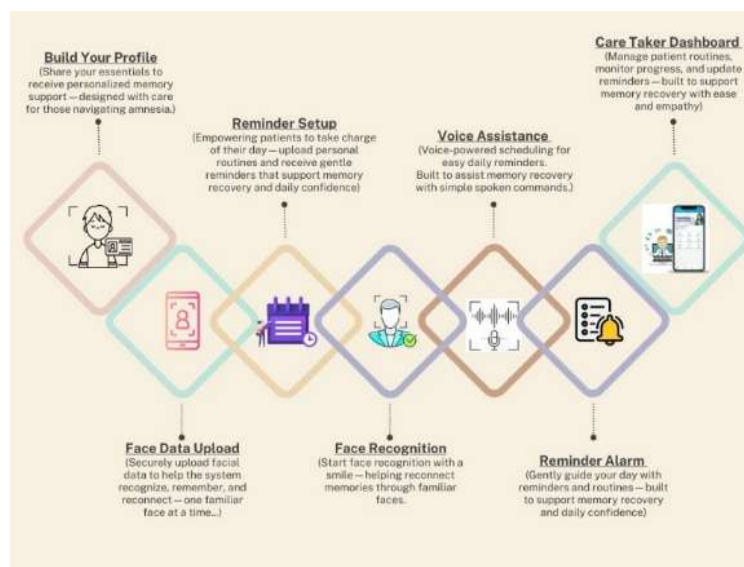 Build Your Profile
(Share your essentials to
receive personalized memory
support—designed with care
for those navigating amnesia.)
Reminder Setup
(Empowering patients to take charge
of their day—upload personal
routines and receive gentle
reminders that support memory
recovery and daily confidence)
Voice Assistance
(Voice-powered scheduling for
easy daily reminders.
Built to assist memory recovery
with simple spoken commands.)
Care Taker Dashboard
(Manage patient routines,
monitor progress, and update
reminders—built to support
memory recovery with ease
and empathy)
Face Data Upload
(Securely upload facial
data to help the system
recognize, remember, and
reconnect—one familiar
face at a time...)
Face Recognition
(Start face recognition with a
smile—helping reconnect
memories through familiar
faces.
Reminder Alarm
(Gently guide your day with
reminders and routines—built
to support memory recovery
and daily confidence)